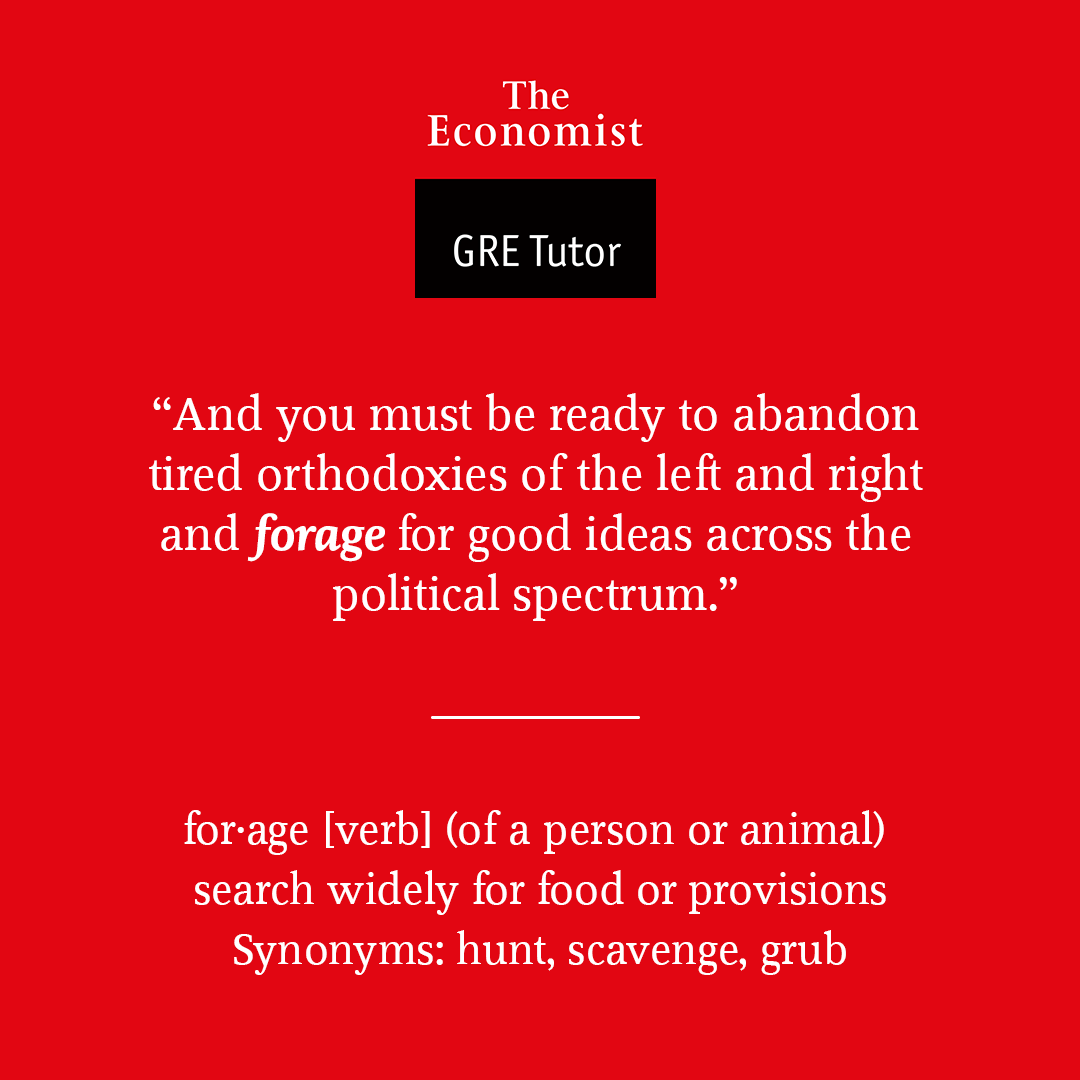 The
Economist
GRE Tutor
“And you must be ready to abandon
tired orthodoxies of the left and right
and forage for good ideas across the
political spectrum.”
for·age [verb] (of a person or animal)
search widely for food or provisions
Synonyms: hunt, scavenge, grub